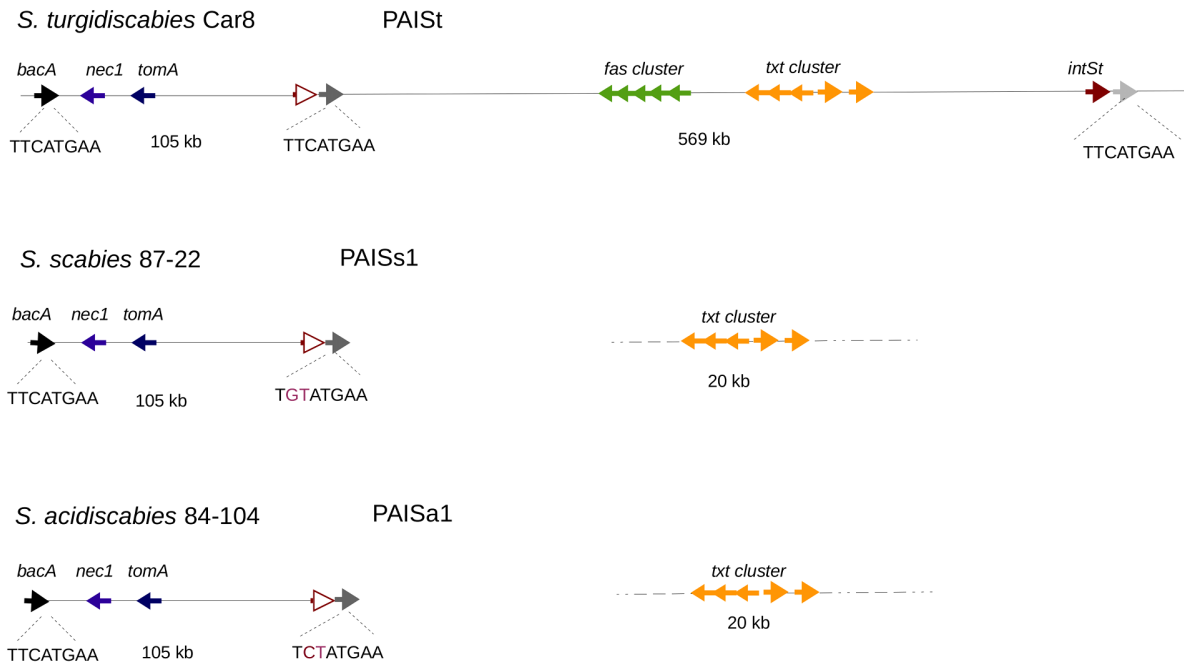 S. turgidiscabies Car8 PAISt
bacA nec1 tomA fas cluster txt cluster intSt
TTCATGAA 105 kb TTCATGAA 569 kb TTCATGAA
S. scabies 87-22 PAISs1
bacA nec1 tomA txt cluster
TTCATGAA 105 kb TGTATGAA 20 kb
S. acidiscabies 84-104 PAISa1
bacA nec1 tomA txt cluster
TTCATGAA 105 kb TCTATGAA 20 kb